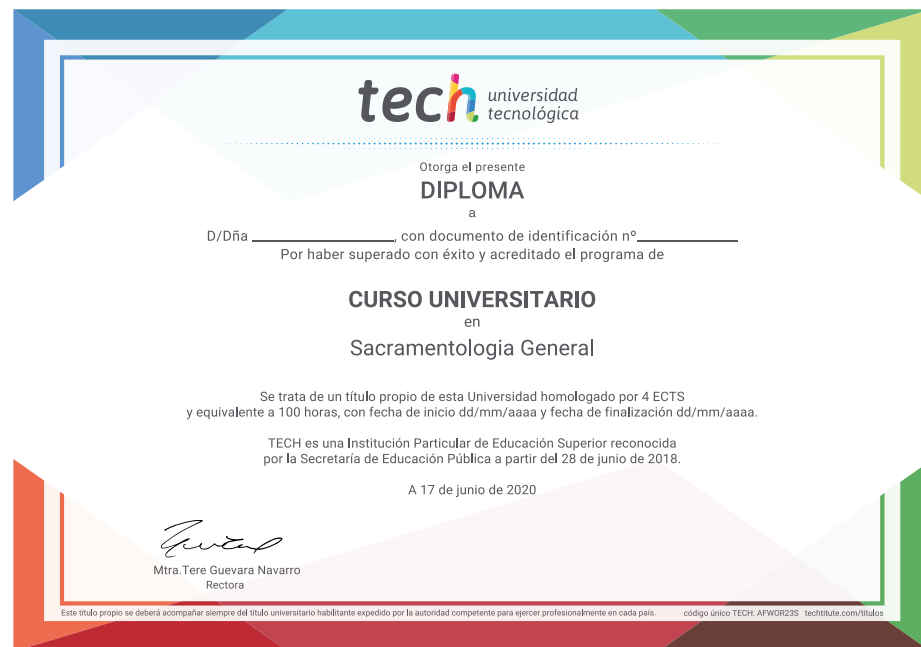 tech universidad
tecnológica
Otorga el presente
DIPLOMA
a
D/Dña ____________, con documento de identificación nº____________
Por haber superado con éxito y acreditado el programa de
CURSO UNIVERSITARIO
en
Sacramentologia General
Se trata de un título propio de esta Universidad homologado por 4 ECTS
y equivalente a 100 horas, con fecha de inicio dd/mm/aaaa y fecha de finalización dd/mm/aaaa.
TECH es una Institución Particular de Educación Superior reconocida
por la Secretaría de Educación Pública a partir del 28 de junio de 2018.
A 17 de junio de 2020
Mtra.Tere Guevara Navarro
Rectora
Este título propio se deberá acompañar siempre del título universitario habilitante expedido por la autoridad competente para ejercer profesionalmente en cada país. código único TECH: AFWOR23S techtitute.com/titulos